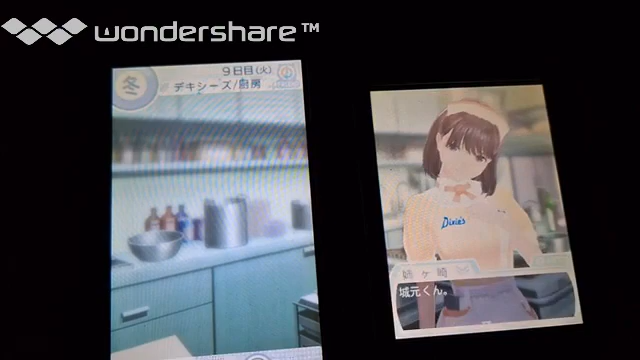 wondershare™
冬
9日目(火)
デキシーズ/厨房
Dixie's
姉ヶ崎
城元くん。